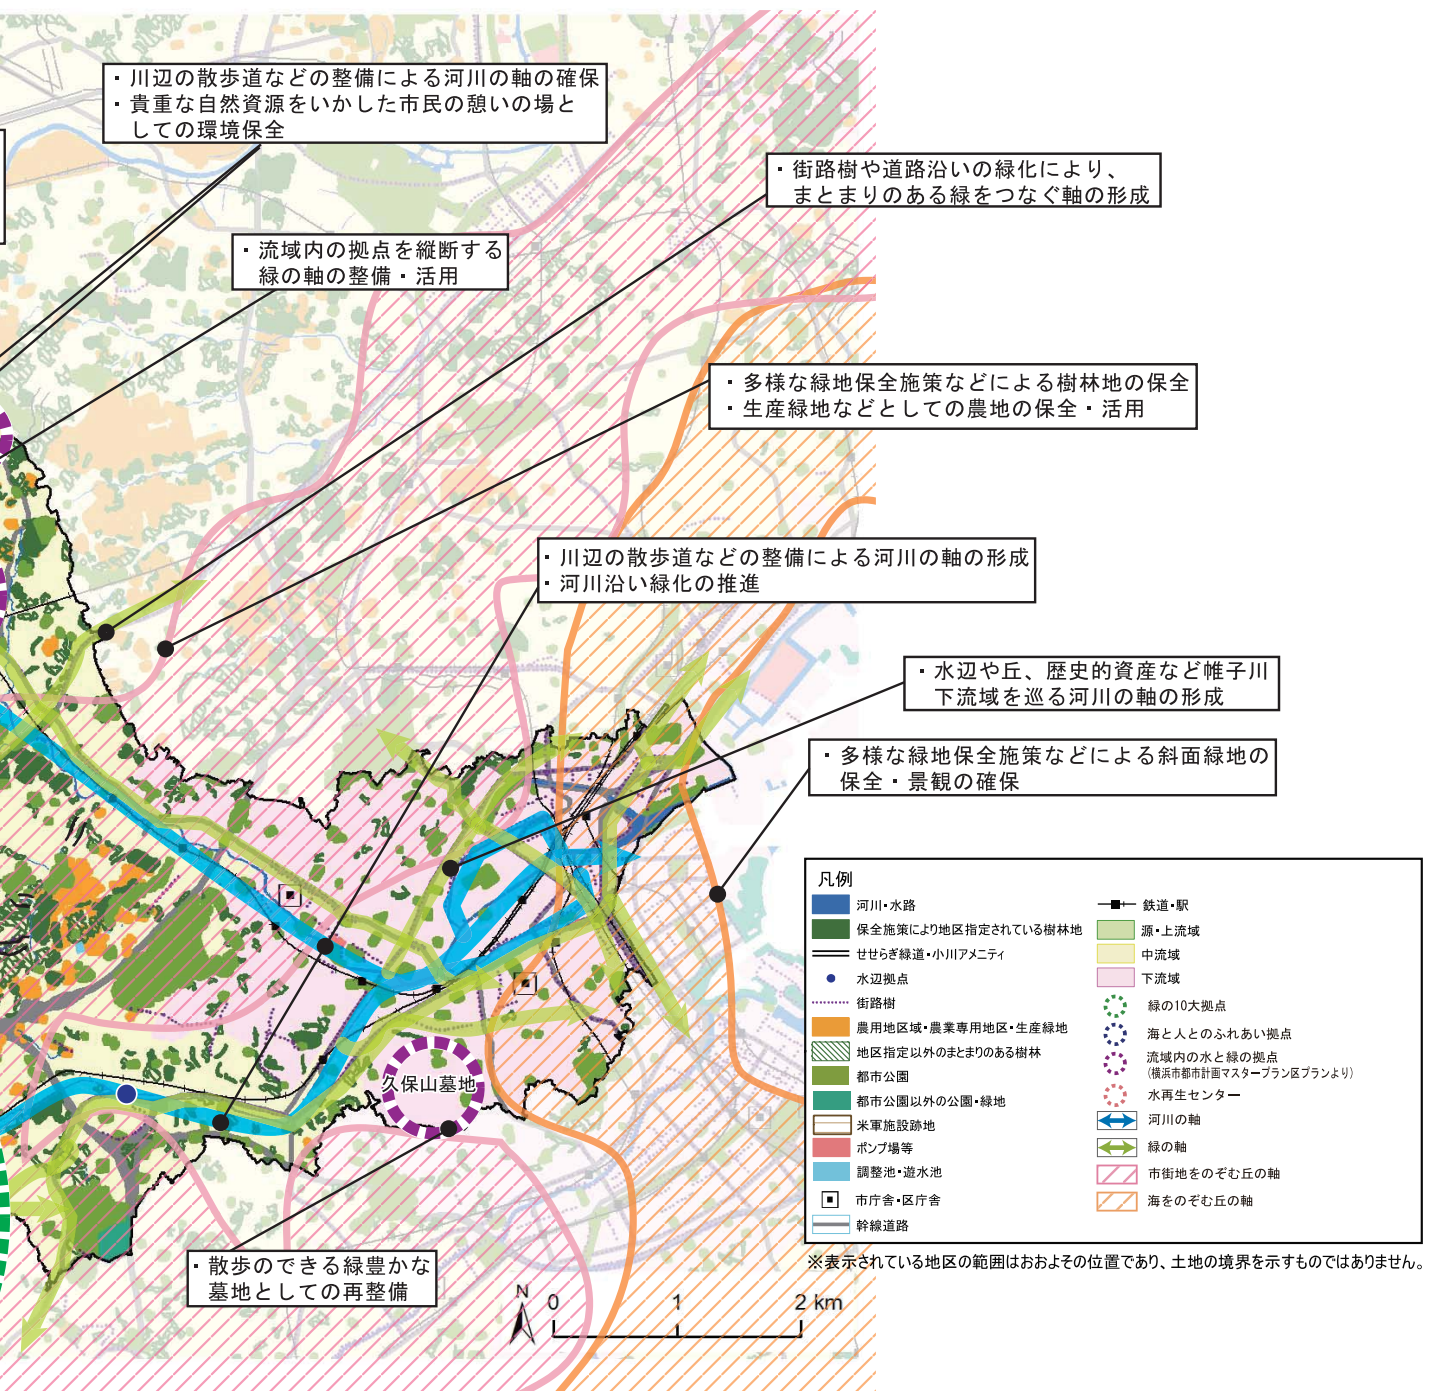 ・川辺の散歩道などの整備による河川の軸の確保
・貴重な自然資源をいかした市民の憩いの場と
しての環境保全
・街路樹や道路沿いの緑化により、
まとまりのある緑をつなぐ軸の形成
・流域内の拠点を縦断する
緑の軸の整備・活用
・多様な緑地保全施策などによる樹林地の保全
・生産緑地などとしての農地の保全・活用
・川辺の散歩道などの整備による河川の軸の形成
・河川沿い緑化の推進
・水辺や丘、歴史的資産など帷子川
下流域を巡る河川の軸の形成
・多様な緑地保全施策などによる斜面緑地の
保全・景観の確保
久保山墓地
・散歩のできる緑豊かな
墓地としての再整備
凡例
河川・水路
保全施策により地区指定されている樹林地
せせらぎ緑道・小川アメニティ
水辺拠点
街路樹
農用地区域・農業専用地区・生産緑地
地区指定以外のまとまりのある樹林
都市公園
都市公園以外の公園・緑地
米軍施設跡地
ポンプ場等
調整池・遊水池
市庁舎・区庁舎
幹線道路
鉄道・駅
源・上流域
中流域
下流域
緑の10大拠点
海と人とのふれあい拠点
流域内の水と緑の拠点
(横浜市都市計画マスタープラン区プランより)
水再生センター
河川の軸
緑の軸
市街地をのぞむ丘の軸
海をのぞむ丘の軸
※表示されている地区の範囲はおおよその位置であり、土地の境界を示すものではありません。
N
0 1 2 km